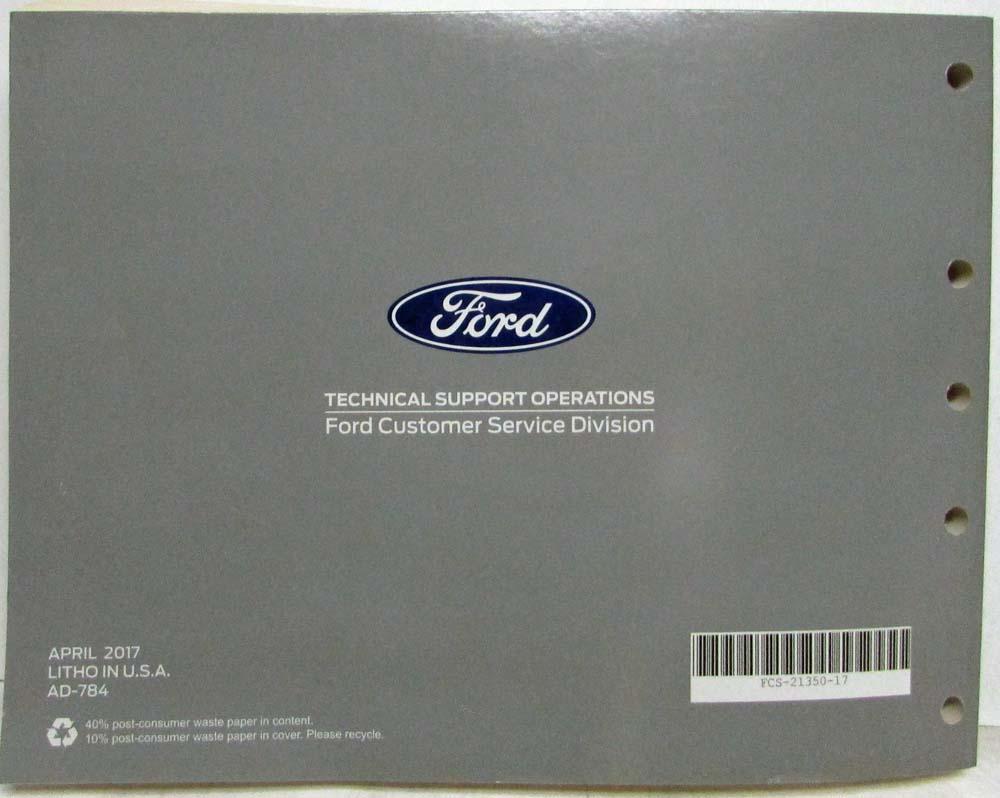 Ford
TECHNICAL SUPPORT OPERATIONS
Ford Customer Service Division
APRIL 2017
LITHO IN U.S.A.
AD-784
40% post-consumer waste paper in content.
10% post-consumer waste paper in cover. Please recycle.
FCS-21350-17